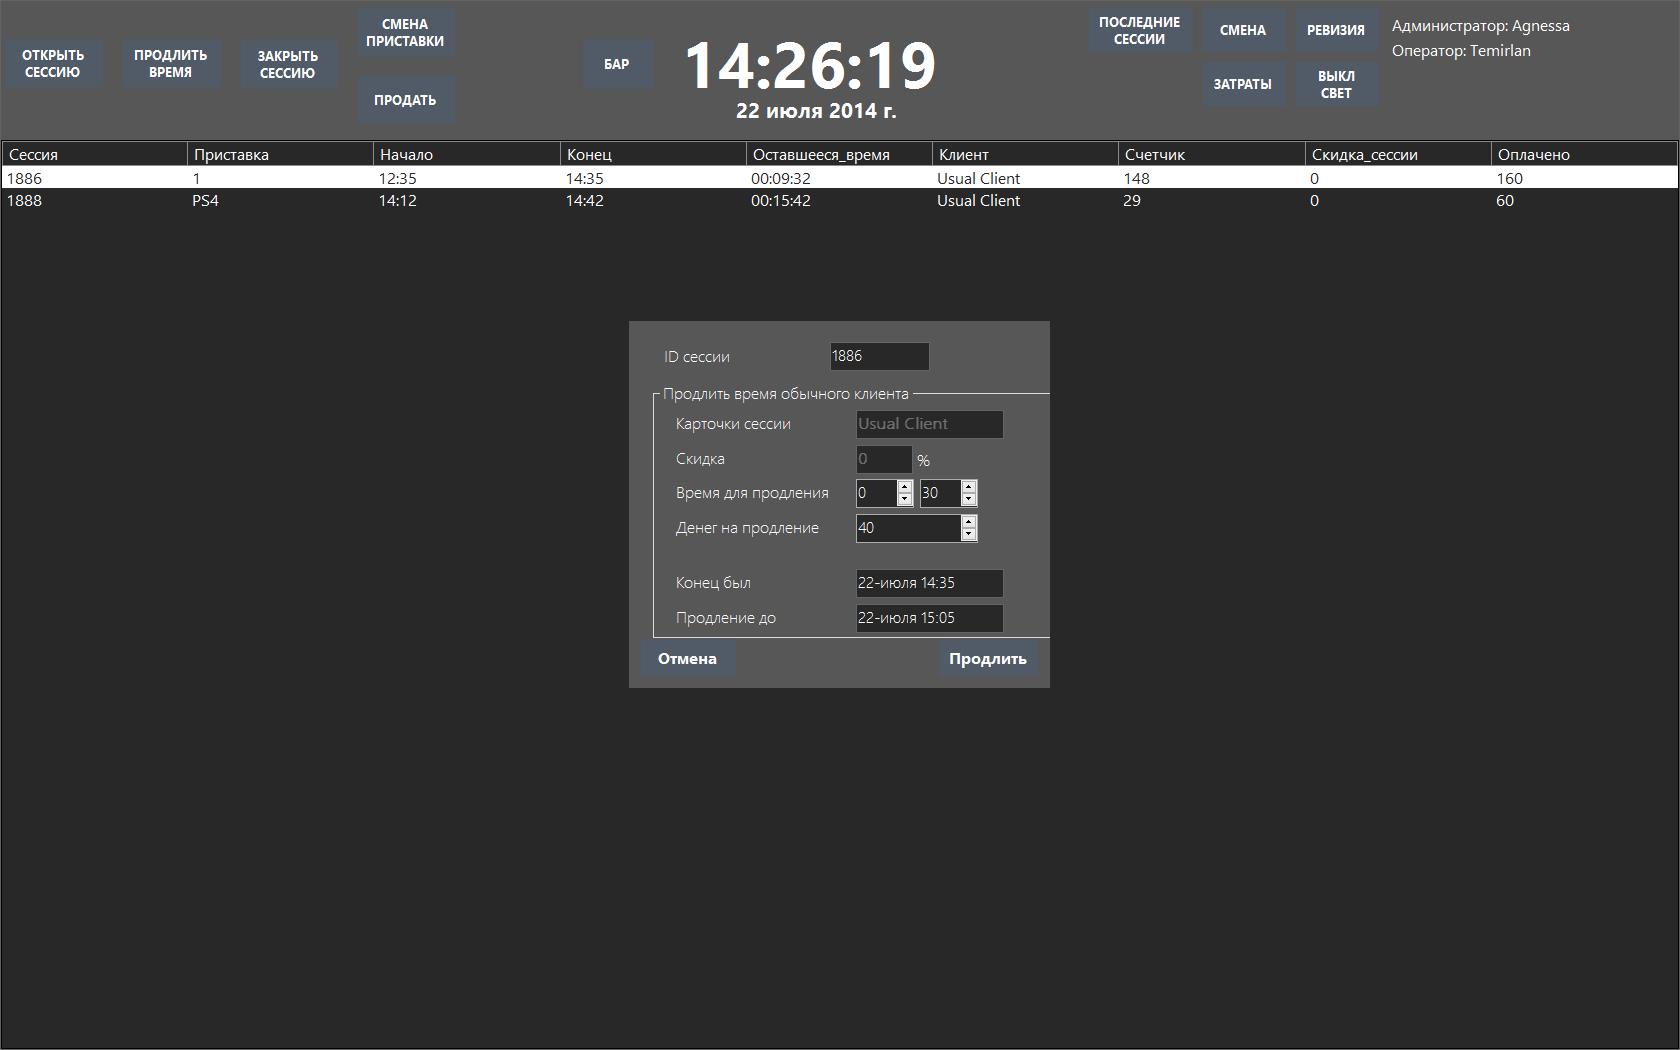 ОТКРЫТЬ
СЕССИЮ
ПРОДЛИТЬ
ВРЕМЯ
ЗАКРЫТЬ
СЕССИЮ
СМЕНА
ПРИСТАВКИ
ПРОДАТЬ
БАР
14:26:19
22 июля 2014 г.
ПОСЛЕДНИЕ
СЕССИИ
СМЕНА
РЕВИЗИЯ
ЗАТРАТЫ
ВЫКЛ
СВЕТ
Администратор: Agnessa
Оператор: Temirlan
Сессия Приставка Начало Конец Оставшееся_время Клиент Счетчик Скидка_сессии Оплачено
1886 1 12:35 14:35 00:09:32 Usual Client 148 0 160
1888 PS4 14:12 14:42 00:15:42 Usual Client 29 0 60
ID сессии 1886
Продлить время обычного клиента
Карточки сессии Usual Client
Скидка 0 %
Время для продления 0 30
Денег на продление 40
Конец был 22-июля 14:35
Продление до 22-июля 15:05
Отмена Продлить